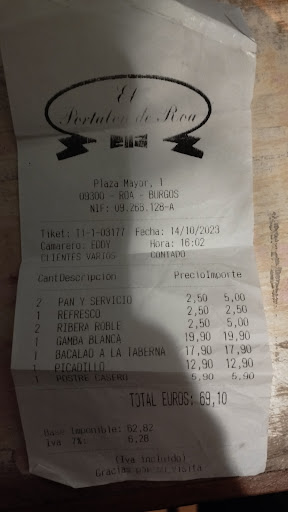 El
Portalon de Roa
Plaza Mayor, 1
09300 - ROA - BURGOS
NIF: 09.265.128-A
Tiket: 11-1-03177 Fecha: 14/10/2023
Camarero: EDDY Hora: 16:02
CLIENTES VARIOS CONTADO
Cant Descripción Precio Importe
2 PAN Y SERVICIO 2,50 5,00
1 REFRESCO 2,50 2,50
2 RIBERA ROBLE 2,50 5,00
1 GAMBA BLANCA 19,90 19,90
1 BACALAO A LA TABERNA 17,90 17,90
1 PICADILLO 12,90 12,90
1 POSTRE CASERO 5,90 5,90
TOTAL EUROS: 69,10
Base Imponible: 62,82
Iva 7%: 6,28
(Iva incluido)
Gracias por su visita